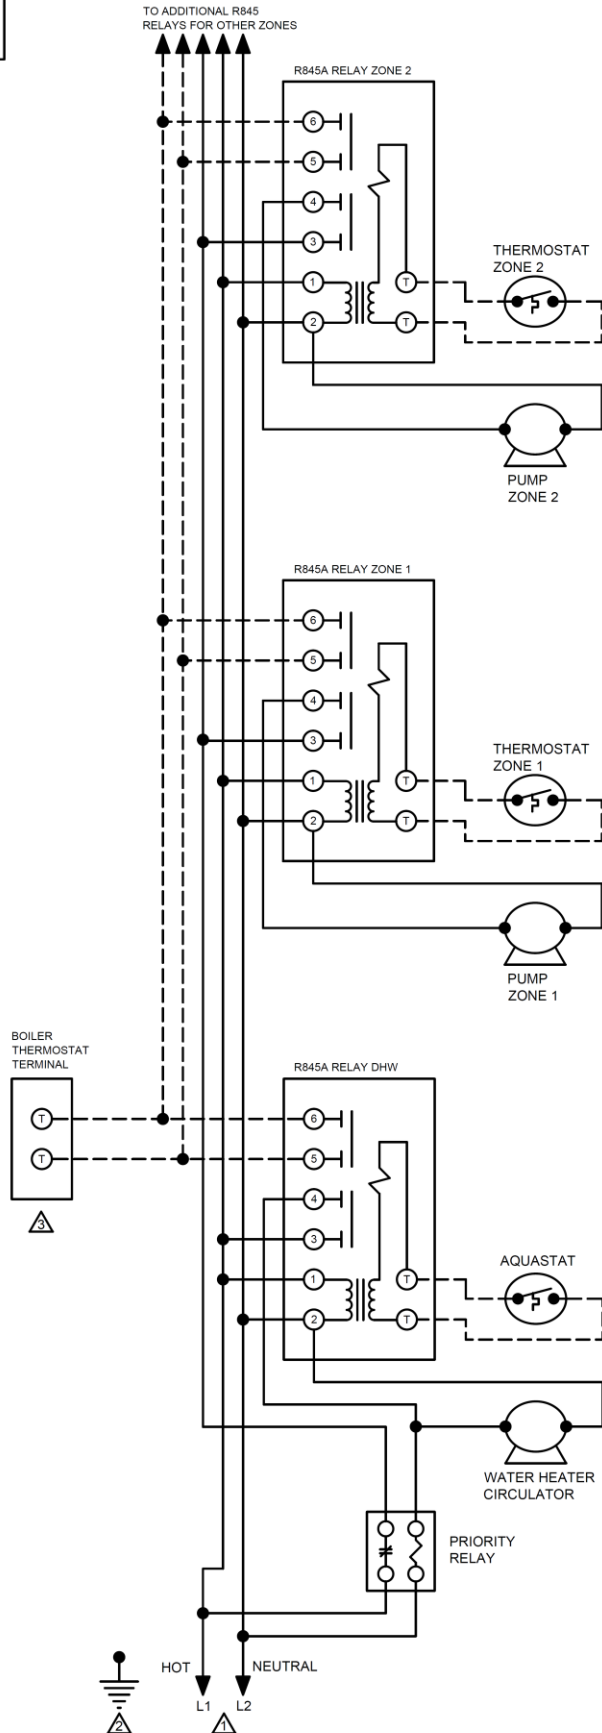 TO ADDITIONAL R845
RELAYS FOR OTHER ZONES
R845A RELAY ZONE 2
6
5
4
3
1
2
T
T
THERMOSTAT
ZONE 2
PUMP
ZONE 2
R845A RELAY ZONE 1
6
5
4
3
1
2
T
T
THERMOSTAT
ZONE 1
PUMP
ZONE 1
BOILER
THERMOSTAT
TERMINAL
T
T
3
R845A RELAY DHW
6
5
4
3
1
2
T
T
AQUASTAT
WATER HEATER
CIRCULATOR
PRIORITY
RELAY
HOT
NEUTRAL
L1
L2
2
1